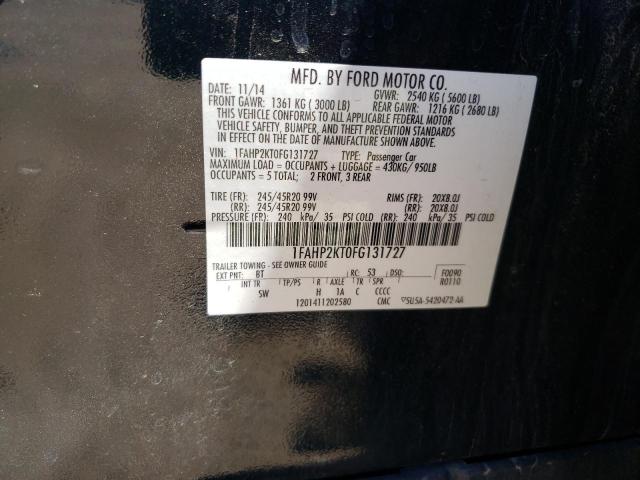 MFD. BY FORD MOTOR CO.
DATE: 11/14 GVWR: 2540 KG ( 5600 LB)
FRONT GAWR: 1361 KG ( 3000 LB) REAR GAWR: 1216 KG ( 2680 LB)
THIS VEHICLE CONFORMS TO ALL APPLICABLE FEDERAL MOTOR
VEHICLE SAFETY, BUMPER, AND THEFT PREVENTION STANDARDS
IN EFFECT ON THE DATE OF MANUFACTURE SHOWN ABOVE.
VIN: 1FAHP2KT0FG131727 TYPE: Passenger Car
MAXIMUM LOAD = OCCUPANTS + LUGGAGE = 430KG/ 950LB
OCCUPANTS = 5 TOTAL; 2 FRONT, 3 REAR
TIRE (FR): 245/45R20 99V RIMS (FR): 20X8.0J
(RR): 245/45R20 99V (RR): 20X8.0J
PRESSURE (FR): 240 kPa/ 35 PSI COLD (RR): 240 kPa/ 35 PSI COLD
1FAHP2KT0FG131727
TRAILER TOWING - SEE OWNER GUIDE
EXT PNT: BT RC: 53 DSO: F0090
INT TR TP/PS R AXLE TR SPR R0110
SW H 1A C CCCC
1201411202580 CMC 5U5A-5420472-AA